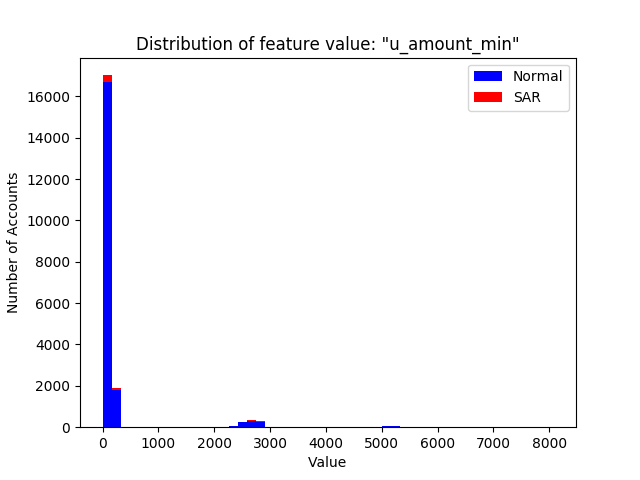 Distribution of feature value: "u_amount_min"
Normal
SAR
16000
14000
12000
10000
8000
6000
4000
2000
0
Number of Accounts
0 1000 2000 3000 4000 5000 6000 7000 8000
Value